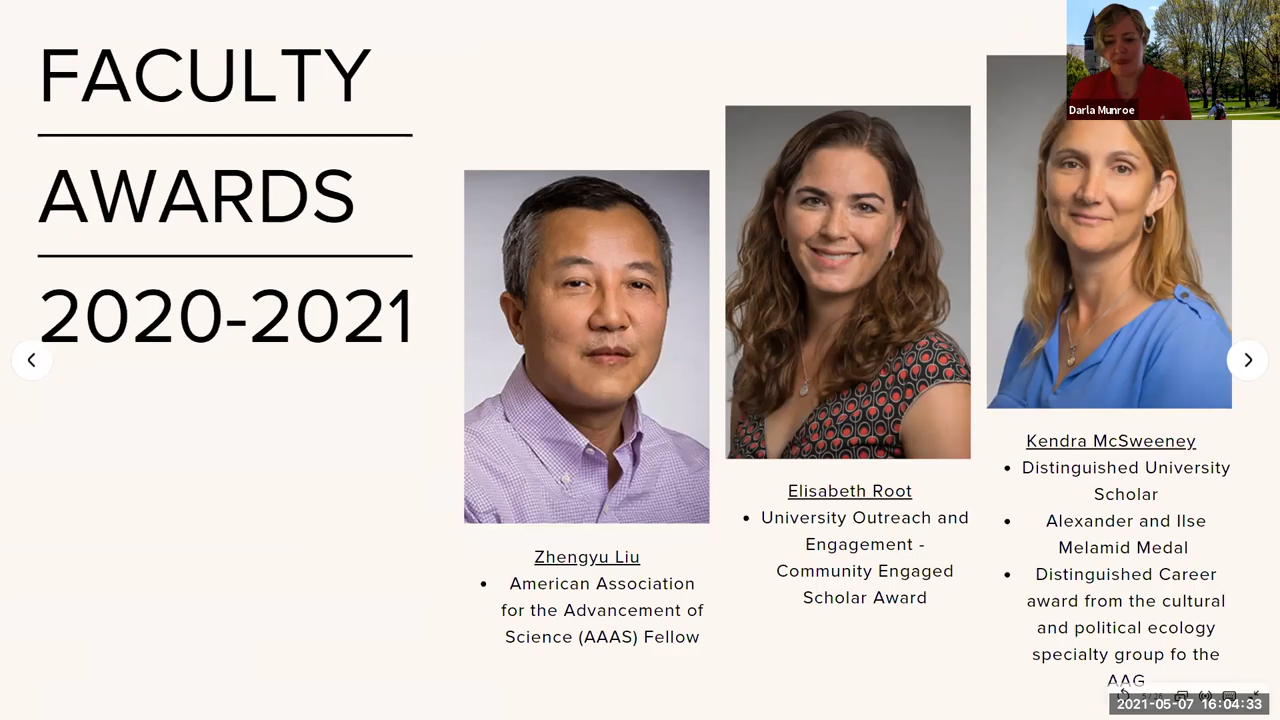 FACULTY
AWARDS
2020-2021
Darla Munroe
Zhengyu Liu
• American Association
for the Advancement of
Science (AAAS) Fellow
Elisabeth Root
• University Outreach and
Engagement -
Community Engaged
Scholar Award
Kendra McSweeney
• Distinguished University
Scholar
• Alexander and Ilse
Melamid Medal
• Distinguished Career
award from the cultural
and political ecology
specialty group fo the
AAG
2021-05-07 16:04:33